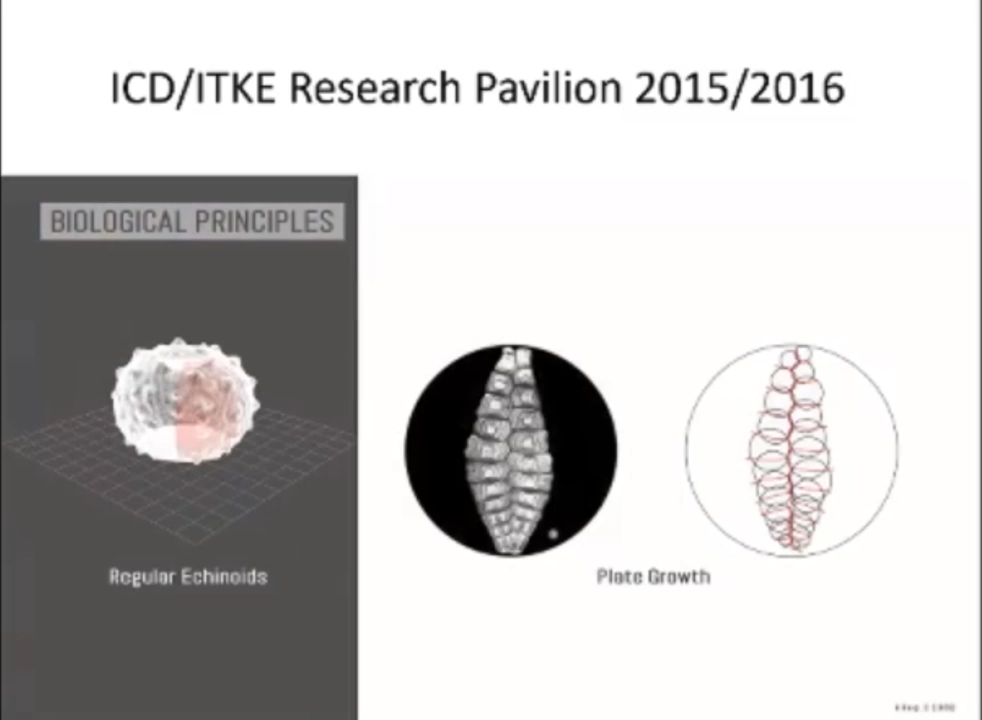 ICD/ITKE Research Pavilion 2015/2016
BIOLOGICAL PRINCIPLES
Regular Echinoids
Plate Growth